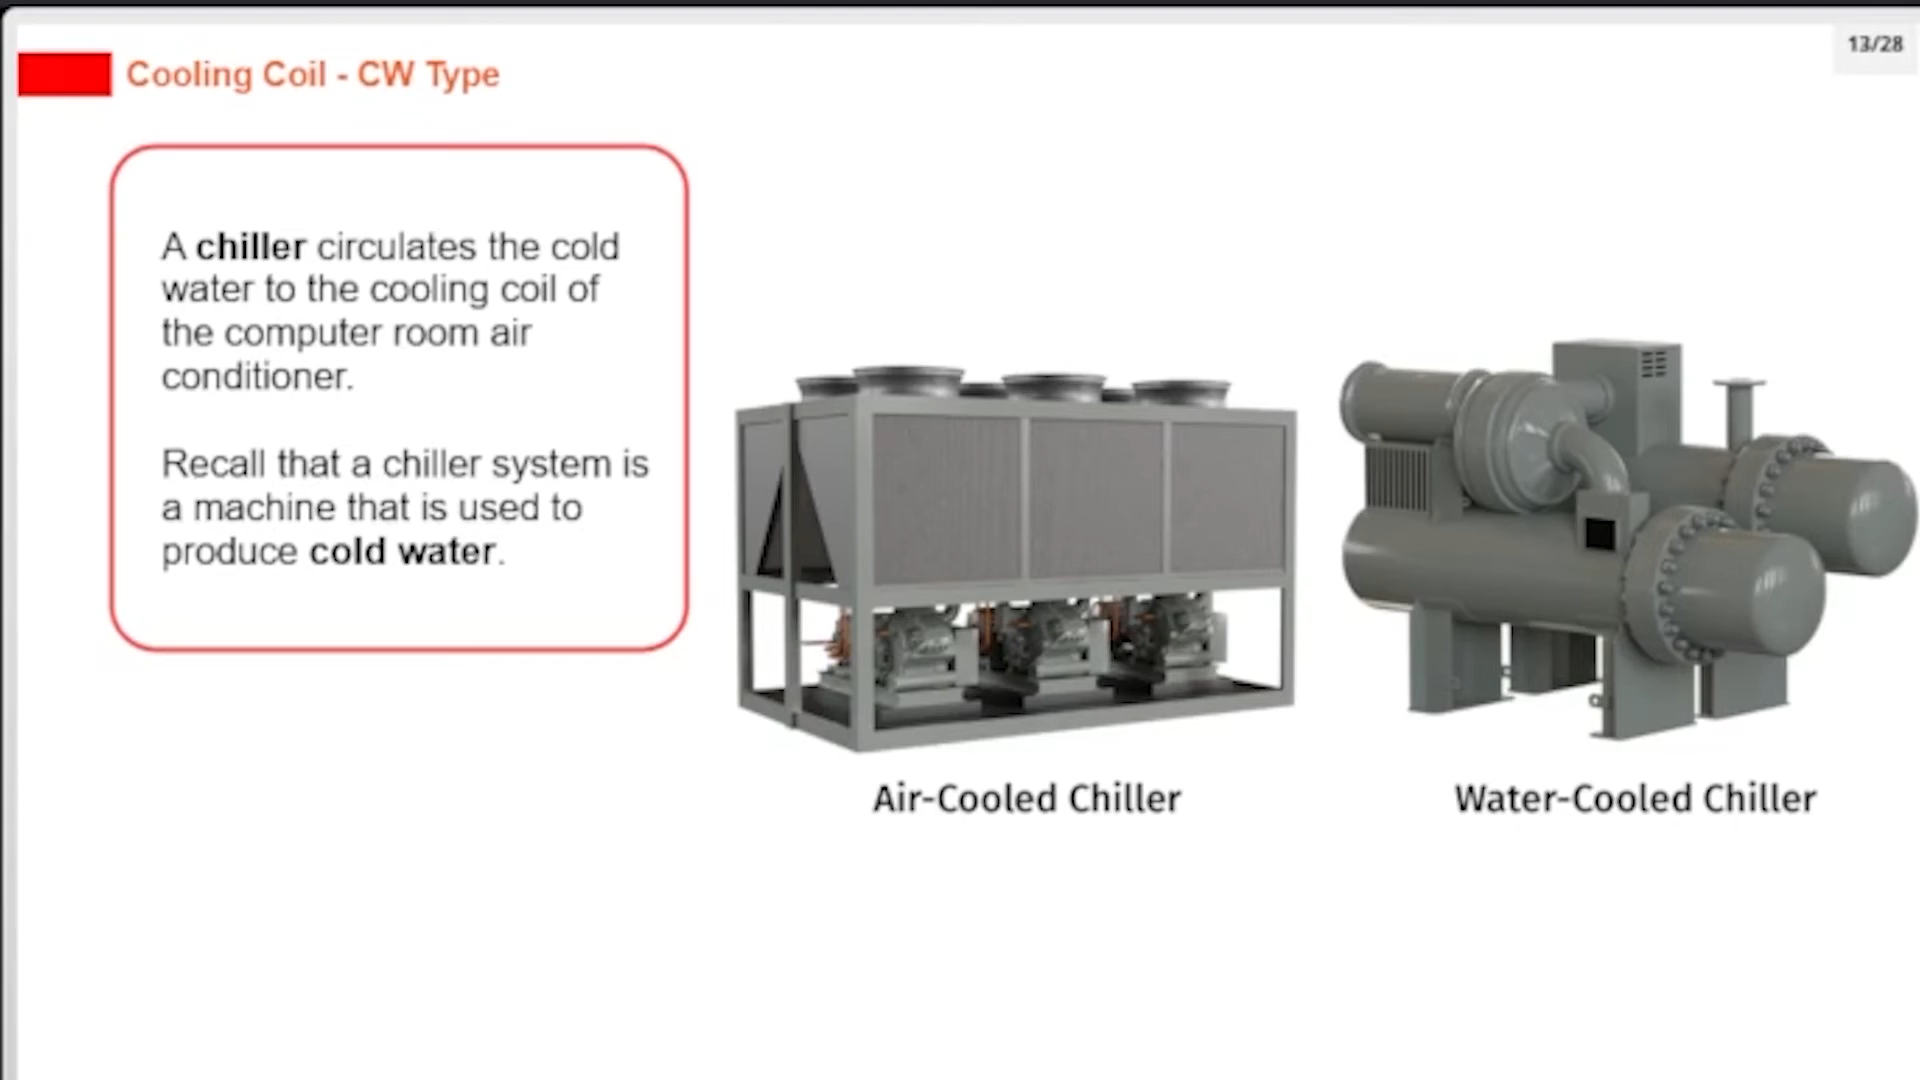 13/28
Cooling Coil - CW Type
A chiller circulates the cold
water to the cooling coil of
the computer room air
conditioner.
Recall that a chiller system is
a machine that is used to
produce cold water.
Air-Cooled Chiller
Water-Cooled Chiller